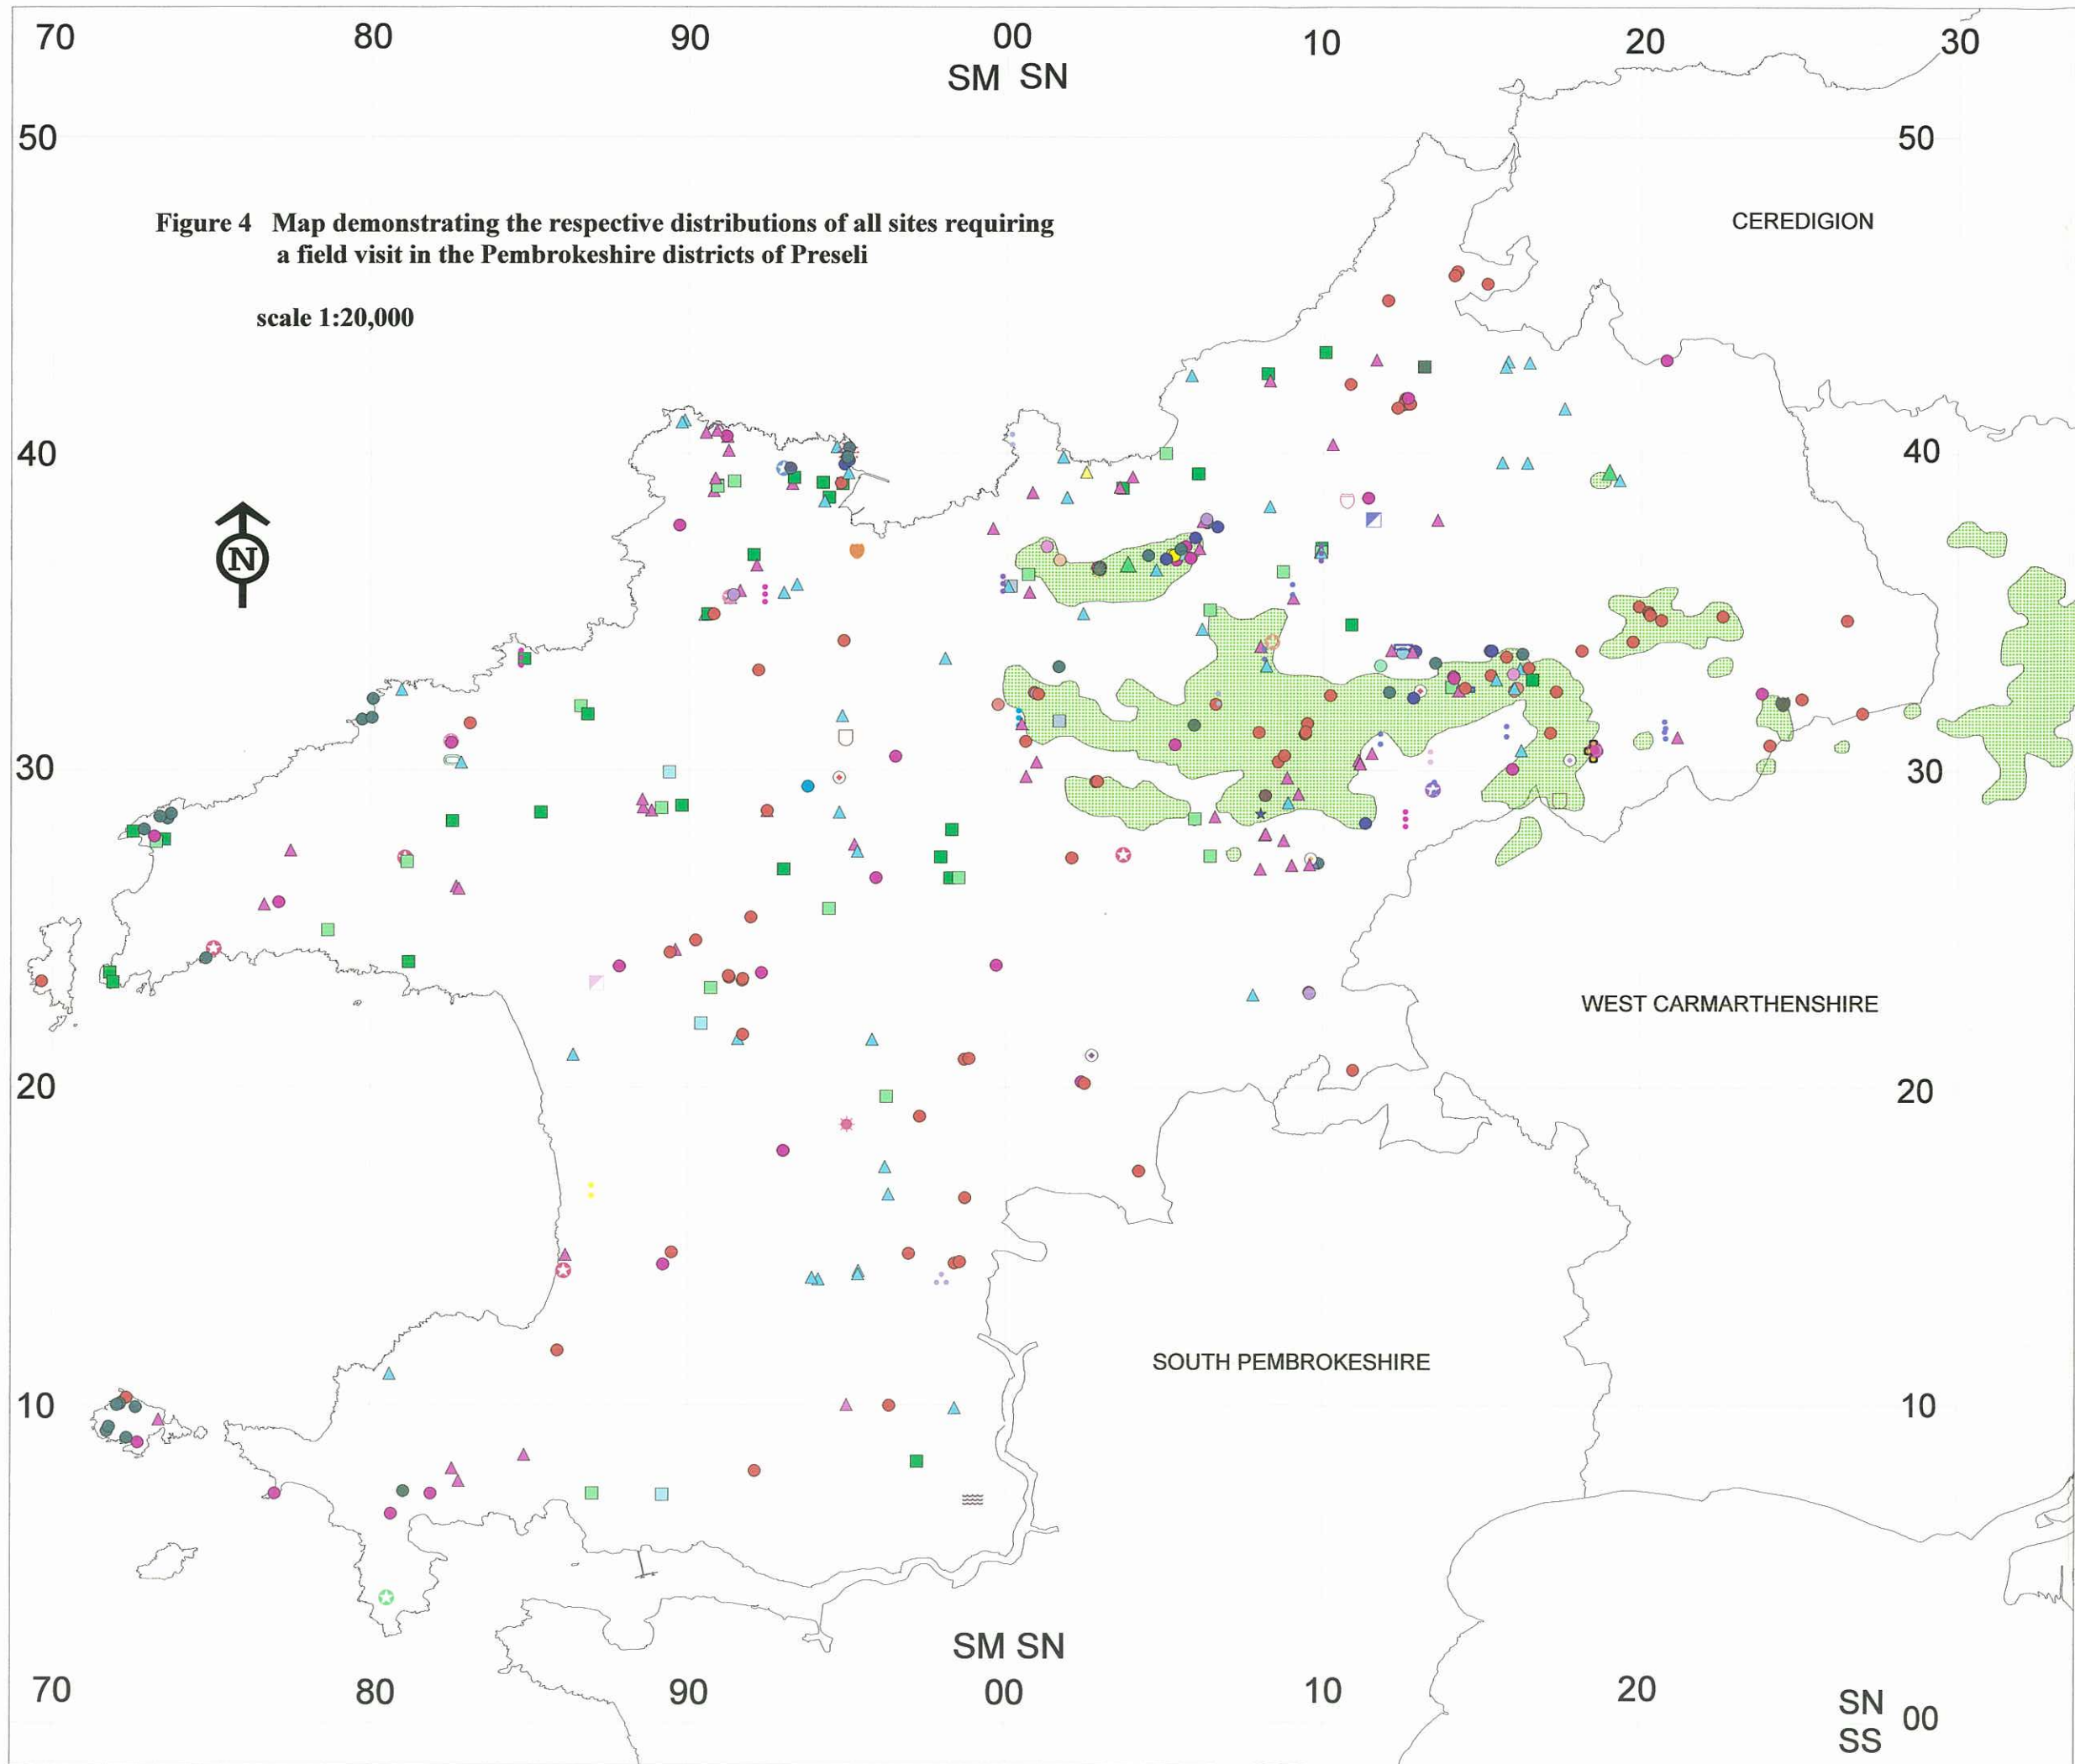 70 80 90 00 10 20 30
SM SN
50 50
CEREDIGION
Figure 4 Map demonstrating the respective distributions of all sites requiring
a field visit in the Pembrokeshire districts of Preseli
scale 1:20,000
40 40
N
30 30
WEST CARMARTHENSHIRE
20 20
SOUTH PEMBROKESHIRE
10 10
SM SN
70 80 90 00 10 20
SN 00
SS